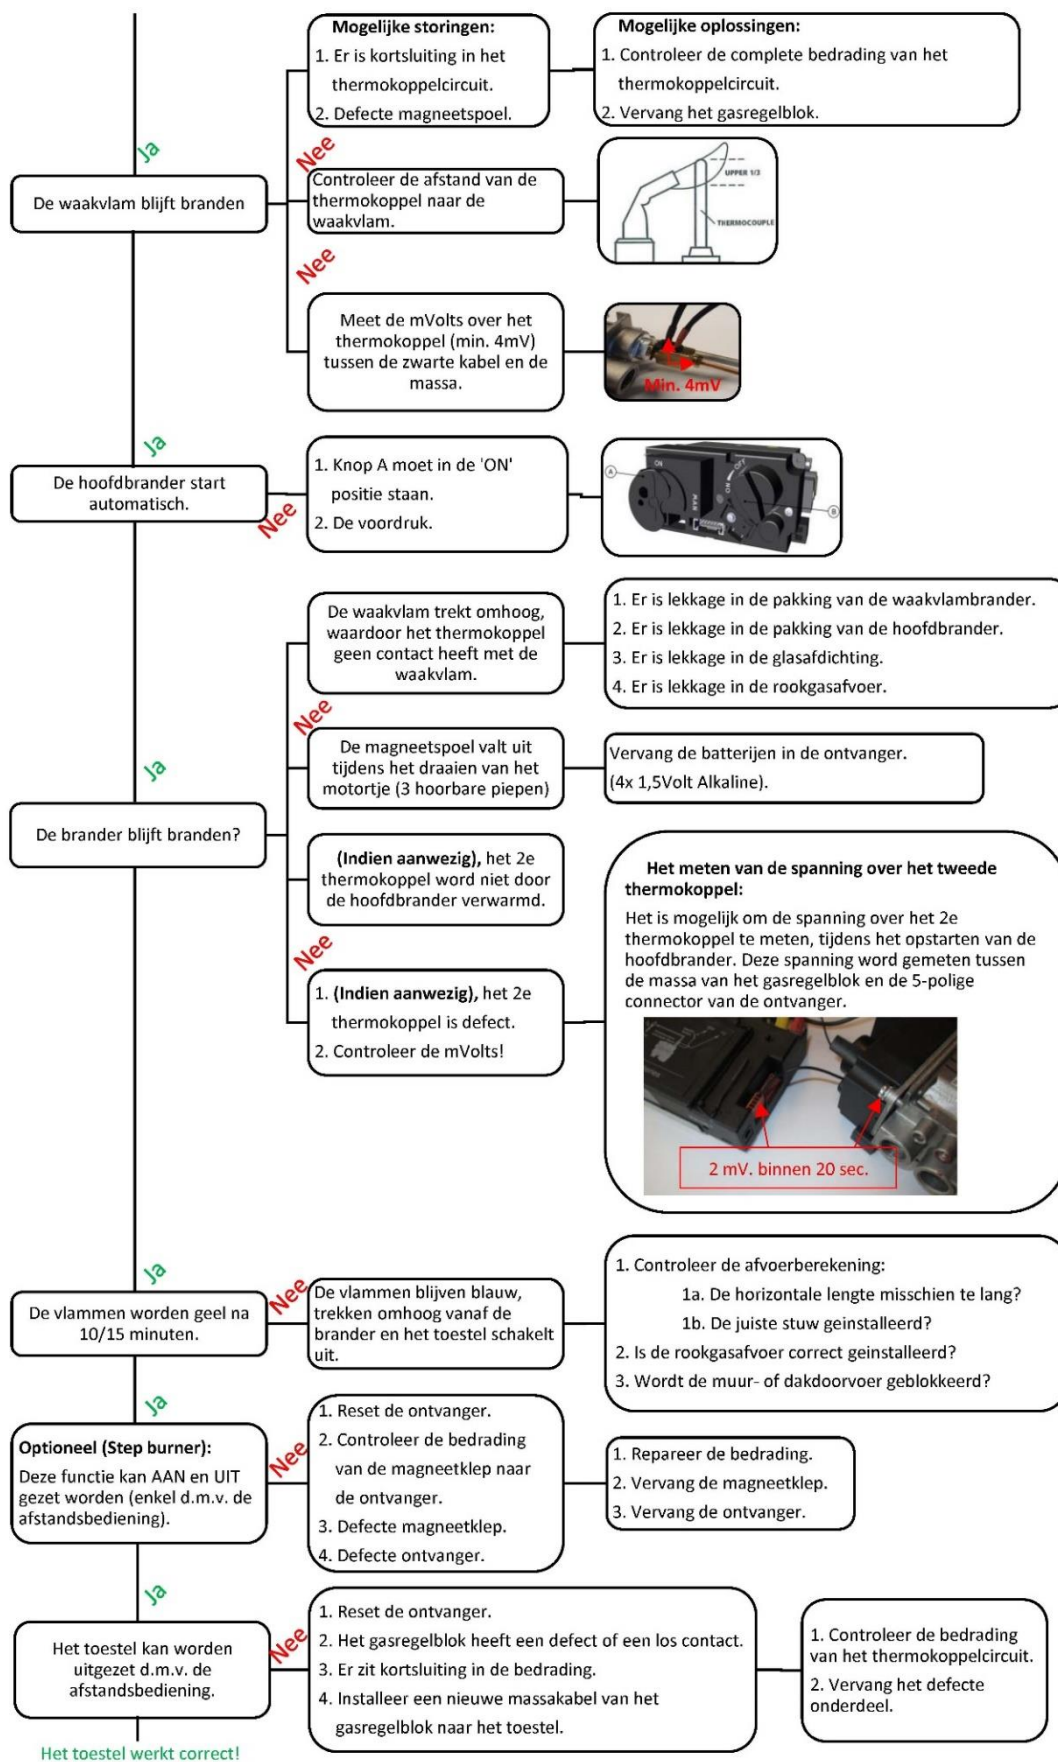 Mogelijke storingen:
1. Er is kortsluiting in het
thermokoppelcircuit.
2. Defecte magneetspoel.
Mogelijke oplossingen:
1. Controleer de complete bedrading van het
thermokoppelcircuit.
2. Vervang het gasregelblok.
Ja
Nee
De waakvlam blijft branden
Controleer de afstand van de
thermokoppel naar de
waakvlam.
UPPER 1/3
THERMOCOUPLE
Nee
Meet de mVolts over het
thermokoppel (min. 4mV)
tussen de zwarte kabel en de
massa.
Min. 4mV
Ja
De hoofdbrander start
automatisch.
Nee
1. Knop A moet in de 'ON'
positie staan.
2. De voordruk.
A
ON
MAN
OFF
ON
B
De waakvlam trekt omhoog,
waardoor het thermokoppel
geen contact heeft met de
waakvlam.
1. Er is lekkage in de pakking van de waakvlambrander.
2. Er is lekkage in de pakking van de hoofdbrander.
3. Er is lekkage in de glasafdichting.
4. Er is lekkage in de rookgasafvoer.
Nee
Ja
De magneetspoel valt uit
tijdens het draaien van het
motortje (3 hoorbare piepen)
Vervang de batterijen in de ontvanger.
(4x 1,5Volt Alkaline).
De brander blijft branden?
(Indien aanwezig), het 2e
thermokoppel word niet door
de hoofdbrander verwarmd.
Nee
1. (Indien aanwezig), het 2e
thermokoppel is defect.
2. Controleer de mVolts!
Het meten van de spanning over het tweede
thermokoppel:
Het is mogelijk om de spanning over het 2e
thermokoppel te meten, tijdens het opstarten van de
hoofdbrander. Deze spanning word gemeten tussen
de massa van het gasregelblok en de 5-polige
connector van de ontvanger.
2 mV. binnen 20 sec.
Ja
De vlammen worden geel na
10/15 minuten.
Nee
De vlammen blijven blauw,
trekken omhoog vanaf de
brander en het toestel schakelt
uit.
1. Controleer de afvoerberekening:
1a. De horizontale lengte misschien te lang?
1b. De juiste stuw geinstalleerd?
2. Is de rookgasafvoer correct geinstalleerd?
3. Wordt de muur- of dakdoorvoer geblokkeerd?
Ja
Optioneel (Step burner):
Deze functie kan AAN en UIT
gezet worden (enkel d.m.v. de
afstandsbediening).
Nee
1. Reset de ontvanger.
2. Controleer de bedrading
van de magneetklep naar
de ontvanger.
3. Defecte magneetklep.
4. Defecte ontvanger.
1. Repareer de bedrading.
2. Vervang de magneetklep.
3. Vervang de ontvanger.
Ja
Het toestel kan worden
uitgezet d.m.v. de
afstandsbediening.
Nee
1. Reset de ontvanger.
2. Het gasregelblok heeft een defect of een los contact.
3. Er zit kortsluiting in de bedrading.
4. Installeer een nieuwe massakabel van het
gasregelblok naar het toestel.
1. Controleer de bedrading
van het thermokoppelcircuit.
2. Vervang het defecte
onderdeel.
Het toestel werkt correct!